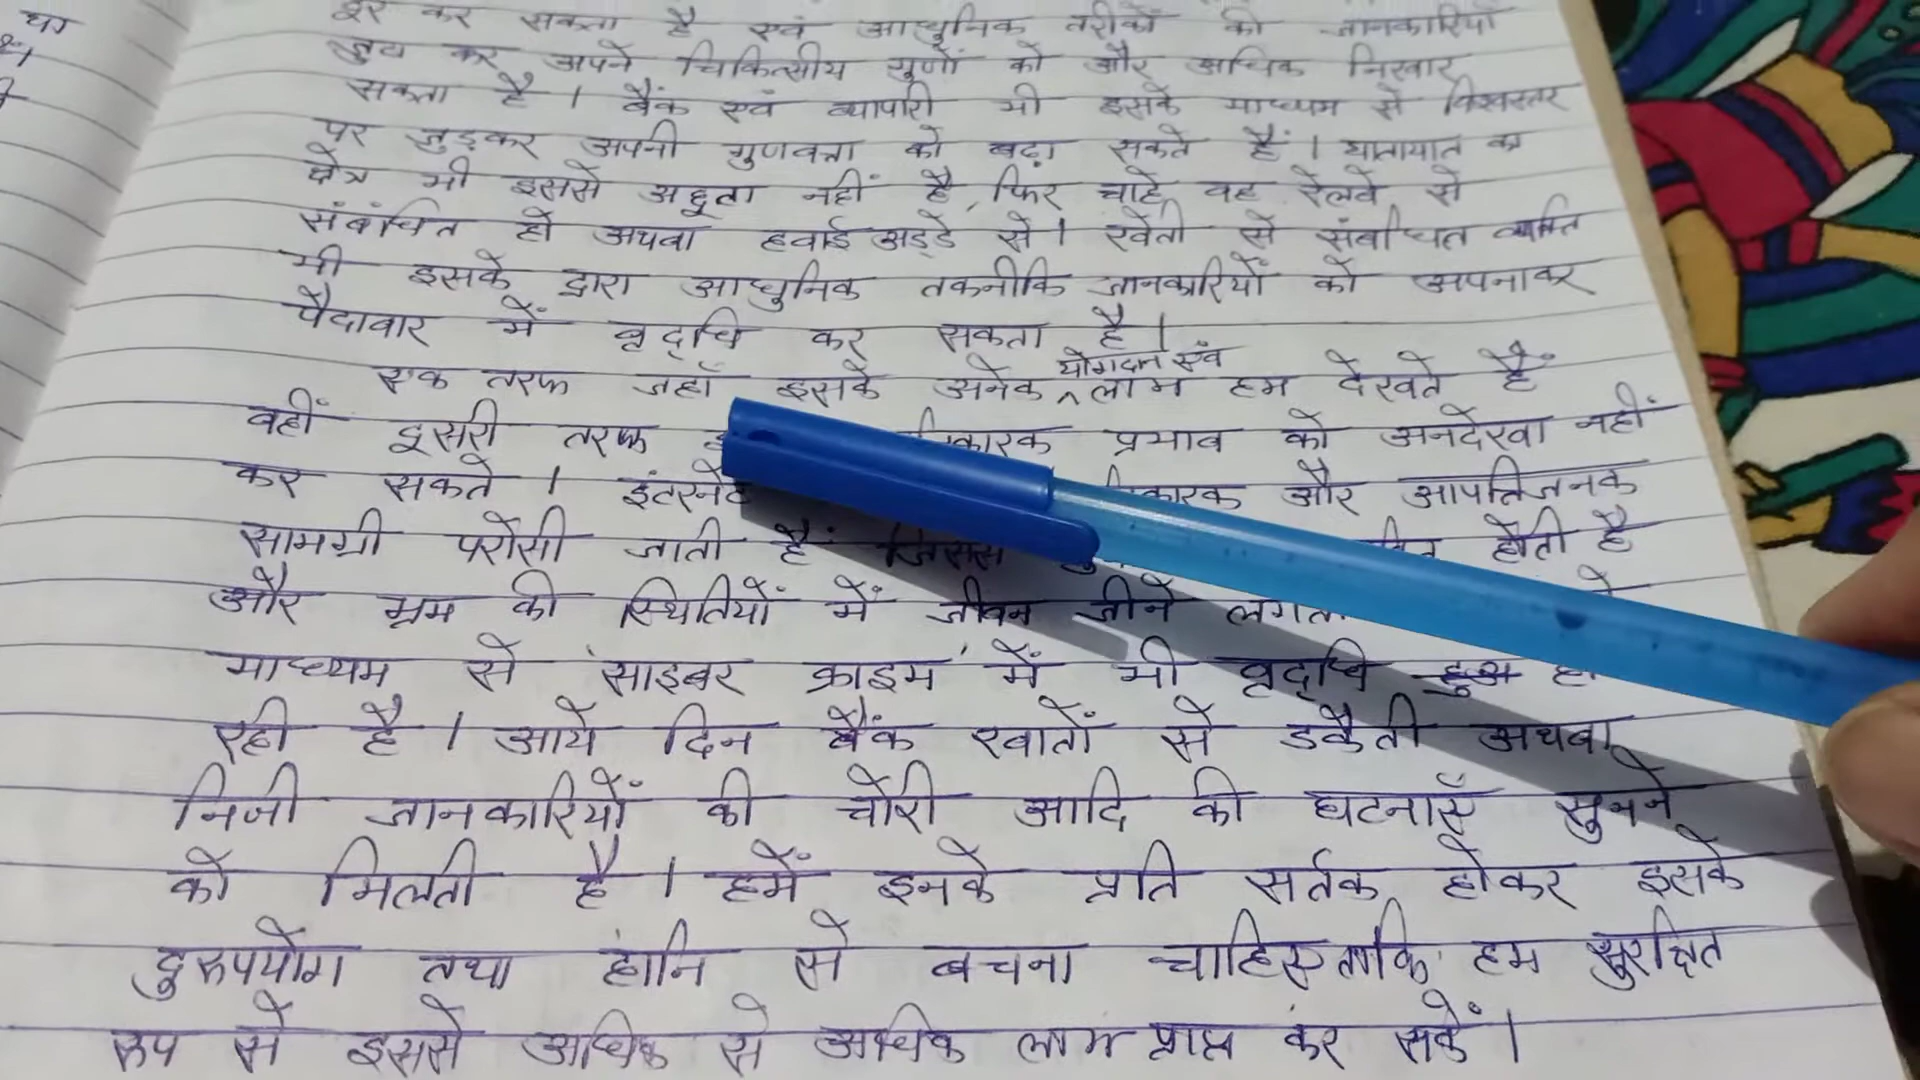 कर सकता है एवं आधुनिक तरीकों की जानकारियाँ
कर अपने चिकित्सीय गुणों को और अधिक निखार
सकता है । बैंक एवं व्यापारी भी इसके माध्यम से विश्वस्तर
पर जुड़कर अपनी गुणवत्ता को बढ़ा सकते हैं । यातायात का
क्षेत्र भी इससे अछूता नहीं है, फिर चाहे वह रेलवे से
संबंधित हो अथवा हवाई अड्डे से । खेती से संबंधित व्यक्ति
भी इसके द्वारा आधुनिक तकनीकि जानकारियों को अपनाकर
पैदावार में वृद्धि कर सकता है ।
एक तरफ जहाँ इसके अनेक योगदान एंव लाभ हम देखते हैं
वहीं दूसरी तरफ प्रभाव को अनदेखा नहीं
कर सकते । इंटरनेट और आपतिजनक
सामग्री परोसी जाती है जिससे होती है
और भ्रम की स्थितियों में जीवन जीने
माध्यम से 'साइबर क्राइम' में भी वृद्धि
रही है । आये दिन बैंक खातों से डकैती अथवा
निजी जानकारियों की चोरी आदि की घटनाएँ सुनने
को मिलती है । हमें इनके प्रति सर्तक होकर इसके
दुरुपयोग तथा हानि से बचना चाहिए ताकि हम सुरक्षित
रूप से इससे अधिक से अधिक लाभ प्राप्त कर सकें ।